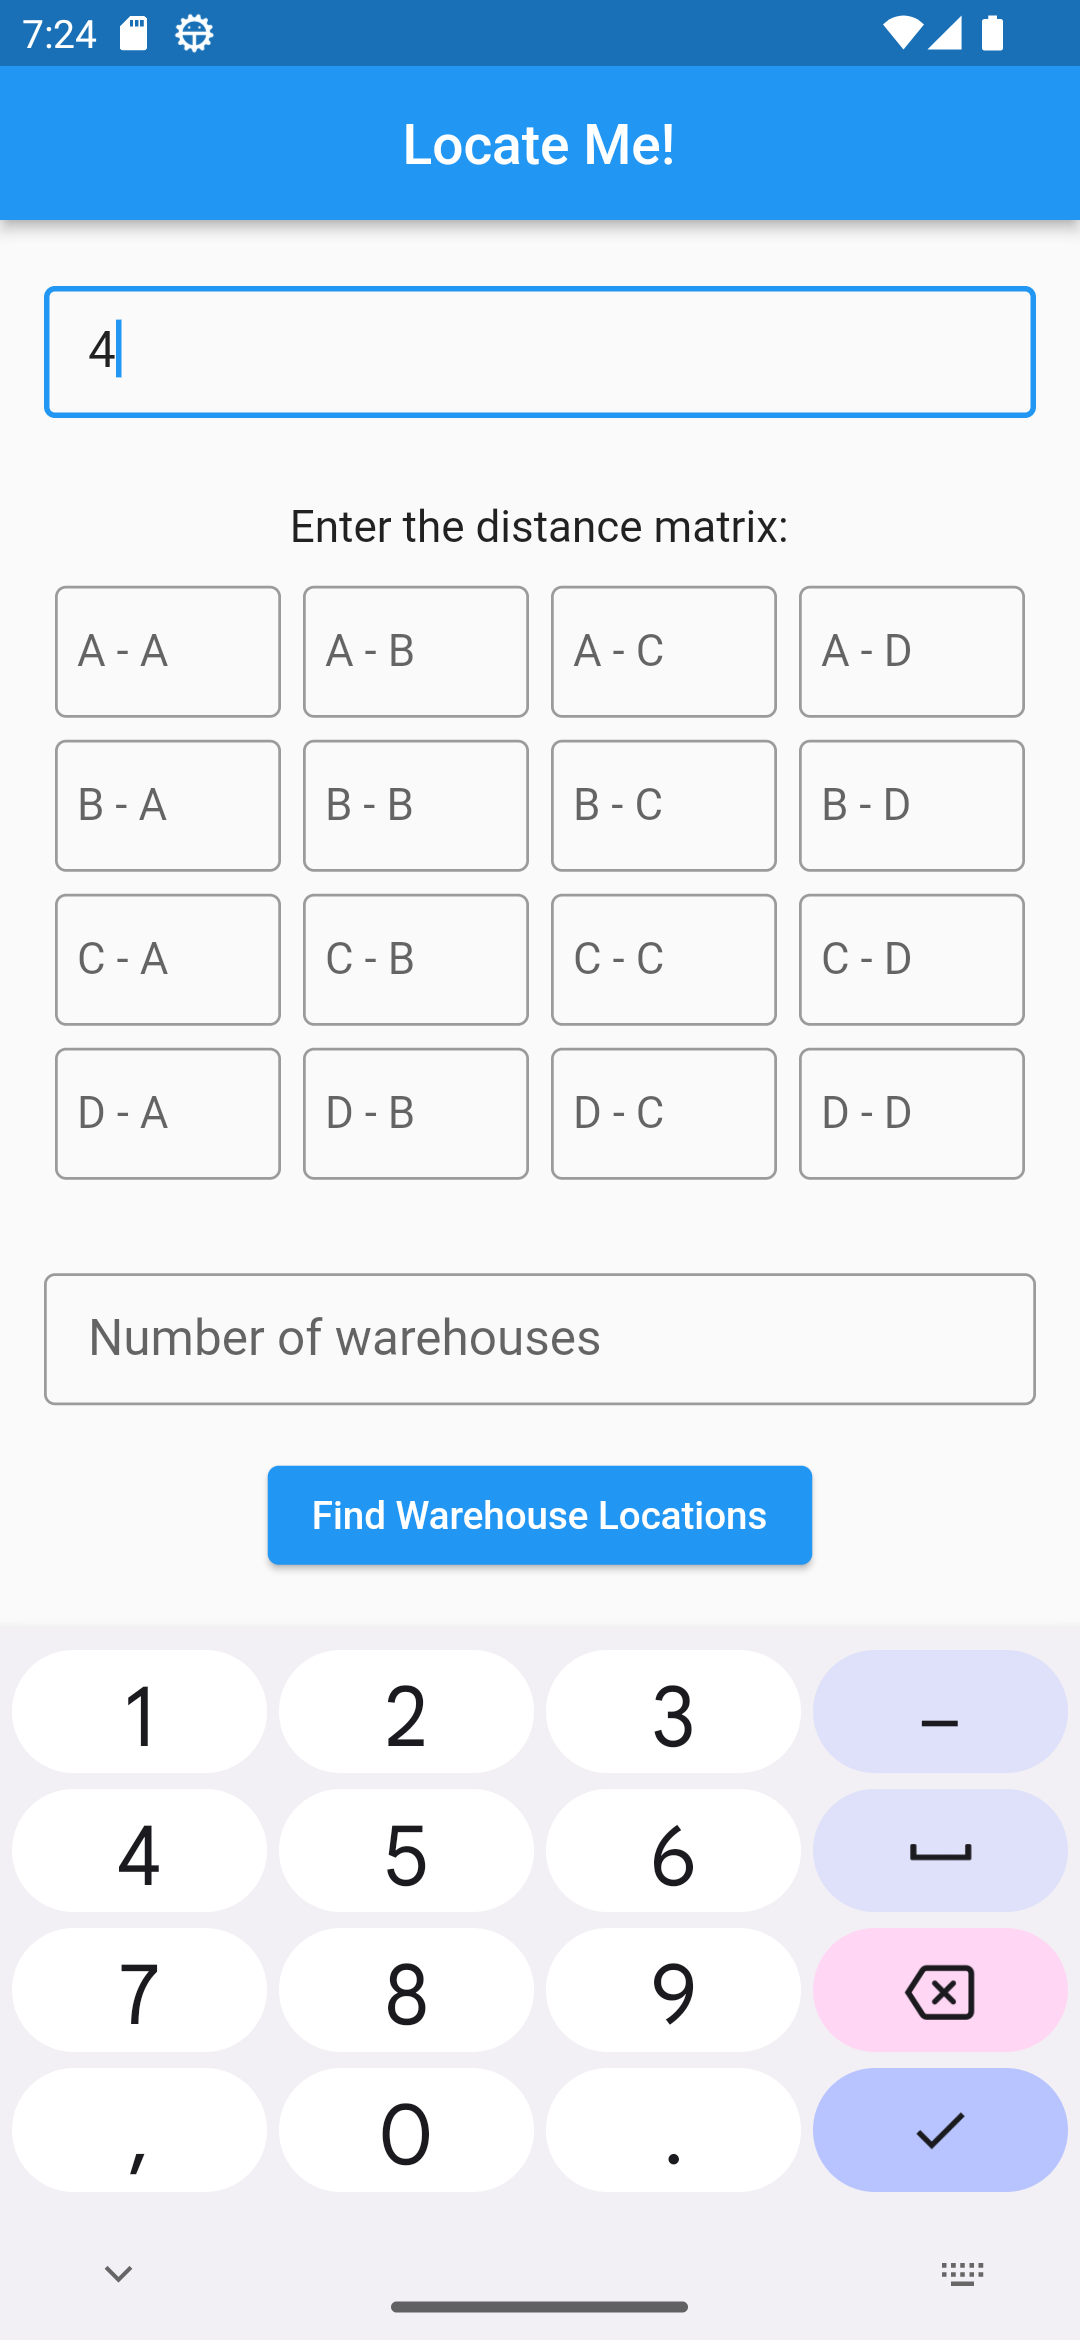 7:24
Locate Me!
4
Enter the distance matrix:
A - A A - B A - C A - D
B - A B - B B - C B - D
C - A C - B C - C C - D
D - A D - B D - C D - D
Number of warehouses
Find Warehouse Locations
1 2 3 –
4 5 6
7 8 9
, 0 .